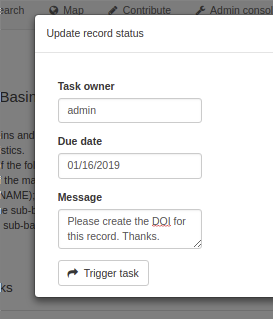 earch Map Contribute Admin consol
Update record status
Basin
Task owner
admin
ins and
stics.
Due date
f the foll
01/16/2019
the ma
NAME);
Message
e sub-b
Please create the DOI for
sub-ba
this record. Thanks.
Trigger task
ks